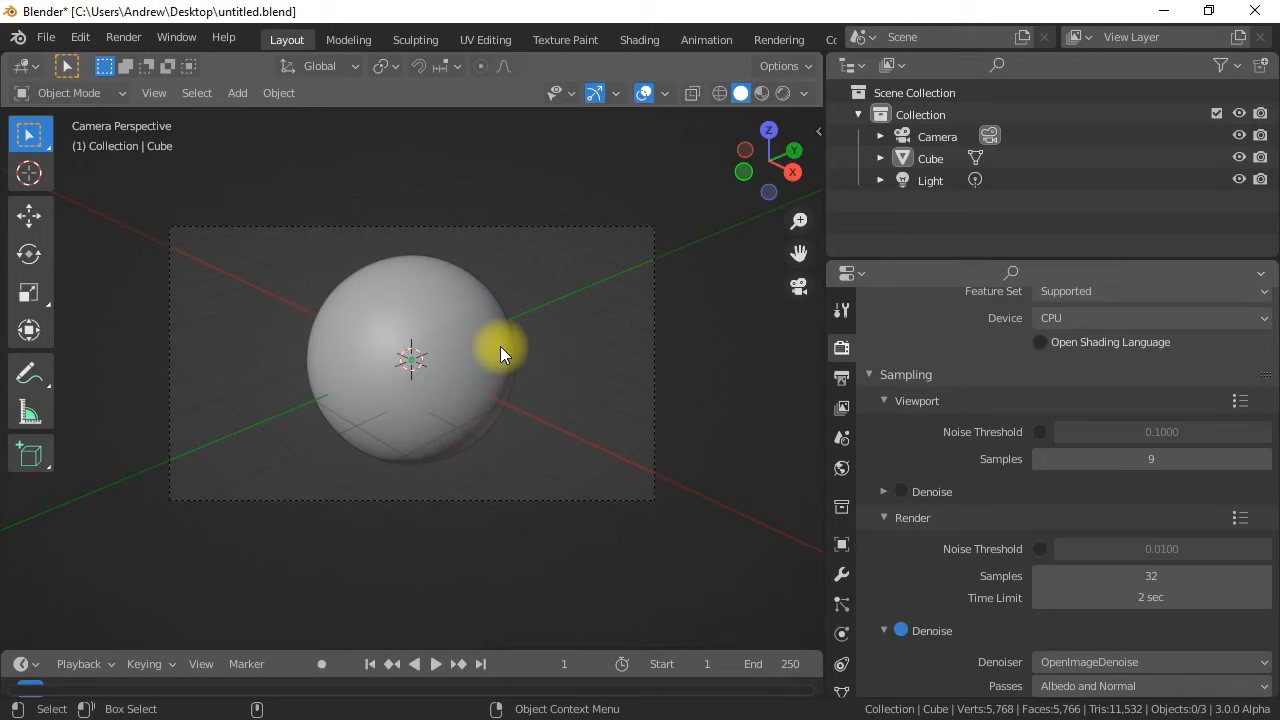 Blender* [C:\Users\Andrew\Desktop\untitled.blend]
File Edit Render Window Help Layout Modeling Sculpting UV Editing Texture Paint Shading Animation Rendering Cc Scene View Layer
Global Options
Object Mode View Select Add Object
Camera Perspective
(1) Collection | Cube
Z
Y
X
Scene Collection
Collection
Camera
Cube
Light
Feature Set Supported
Device CPU
Open Shading Language
Sampling
Viewport
Noise Threshold 0.1000
Samples 9
Denoise
Render
Noise Threshold 0.0100
Samples 32
Time Limit 2 sec
Denoise
Denoiser OpenImageDenoise
Passes Albedo and Normal
Playback Keying View Marker 1 Start 1 End 250
Select Box Select Object Context Menu Collection | Cube | Verts:5,768 | Faces:5,766 | Tris:11,532 | Objects:0/3 | 3.0.0 Alpha